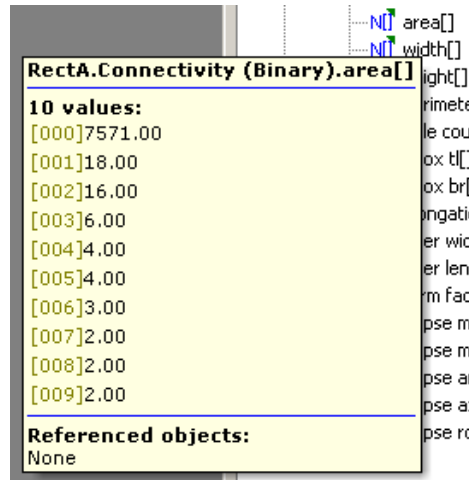 N[] area[]
N[] width[]
RectA.Connectivity (Binary).area[]
10 values:
[000]7571.00
[001]18.00
[002]16.00
[003]6.00
[004]4.00
[005]4.00
[006]3.00
[007]2.00
[008]2.00
[009]2.00
Referenced objects:
None